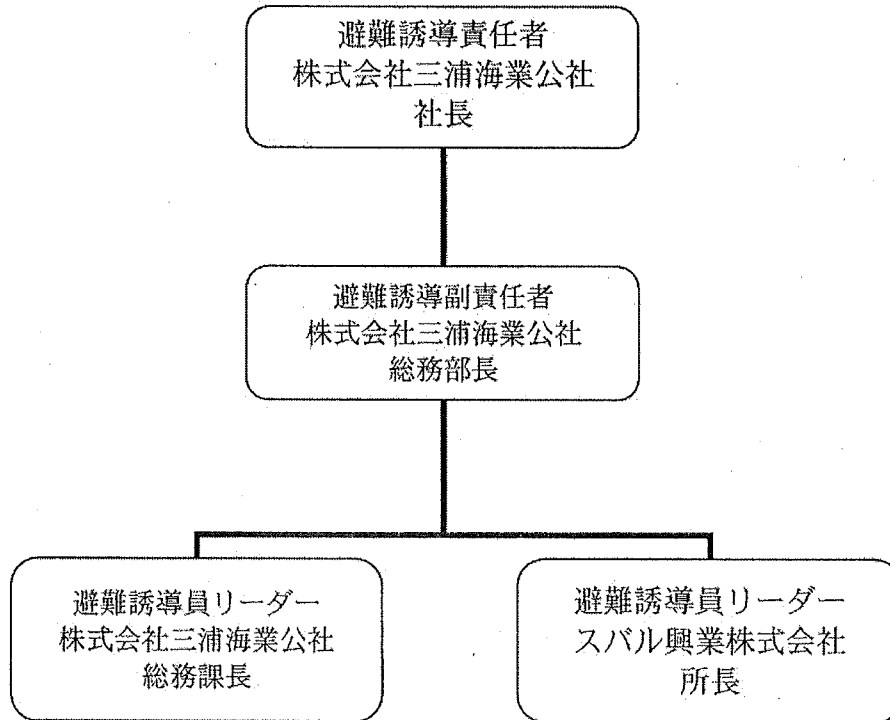 避難誘導責任者
株式会社三浦海業公社
社長
避難誘導副責任者
株式会社三浦海業公社
総務部長
避難誘導員リーダー
株式会社三浦海業公社
総務課長
避難誘導員リーダー
スバル興業株式会社
所長